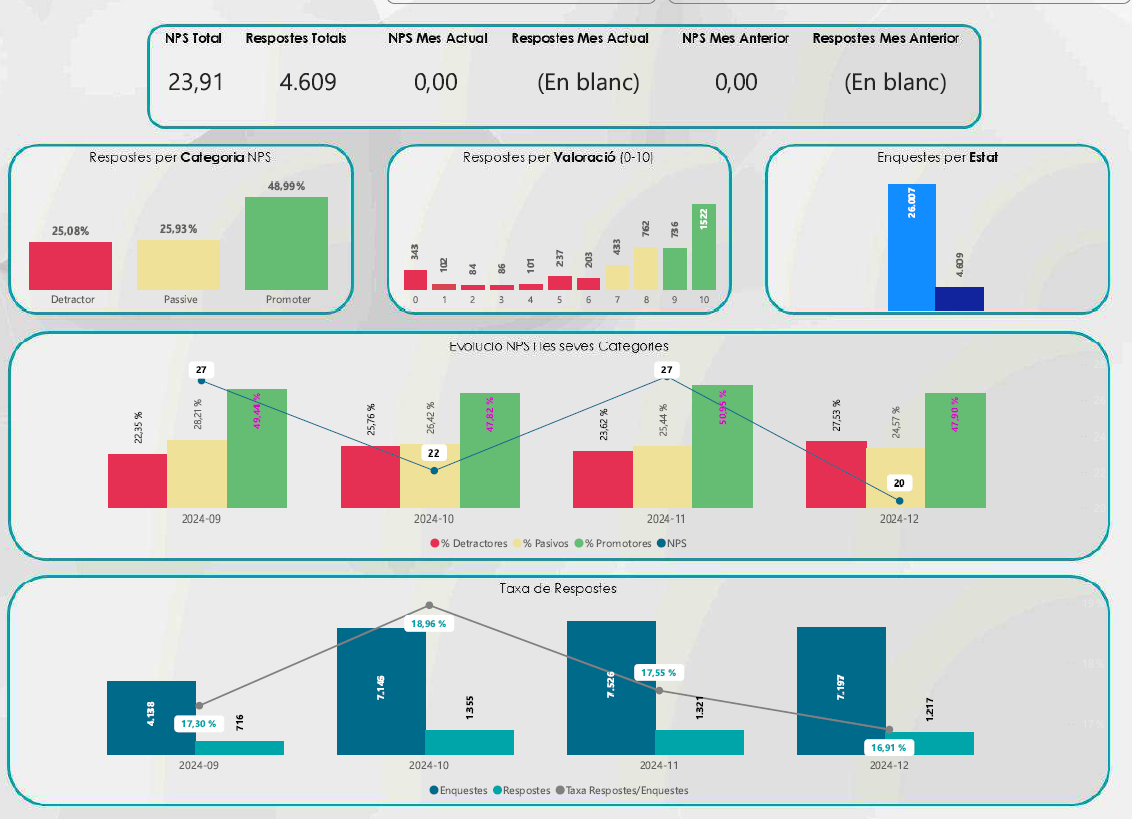 NPS Total Respostes Totals NPS Mes Actual Respostes Mes Actual NPS Mes Anterior Respostes Mes Anterior
23,91 4.609 0,00 (En blanc) 0,00 (En blanc)
Respostes per Categoria NPS
48,99%
25,08% 25,93%
Detractor Passive Promoter
Respostes per Valoració (0-10)
343 102 84 86 101 237 203 433 762 736 1522
0 1 2 3 4 5 6 7 8 9 10
Enquestes per Estat
26.007 4.609
Evolució NPS i les seves Categories
27 22 27 20
22,35 % 28,21 % 49,44 % 25,76 % 26,42 % 47,82 % 23,62 % 25,44 % 50,95 % 27,53 % 24,57 % 47,90 %
2024-09 2024-10 2024-11 2024-12
% Detractores % Pasivos % Promotores NPS
Taxa de Respostes
17,30 % 18,96 % 17,55 % 16,91 %
4.138 716 7.146 1.355 7.526 1.321 7.197 1.217
2024-09 2024-10 2024-11 2024-12
Enquestes Respostes Taxa Respostes/Enquestes